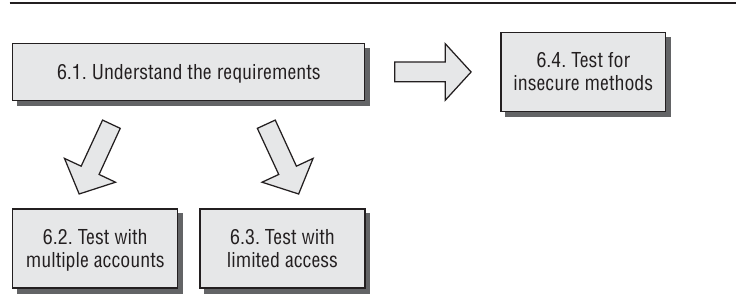 6.1. Understand the requirements
6.4. Test for
insecure methods
6.2. Test with
multiple accounts
6.3. Test with
limited access